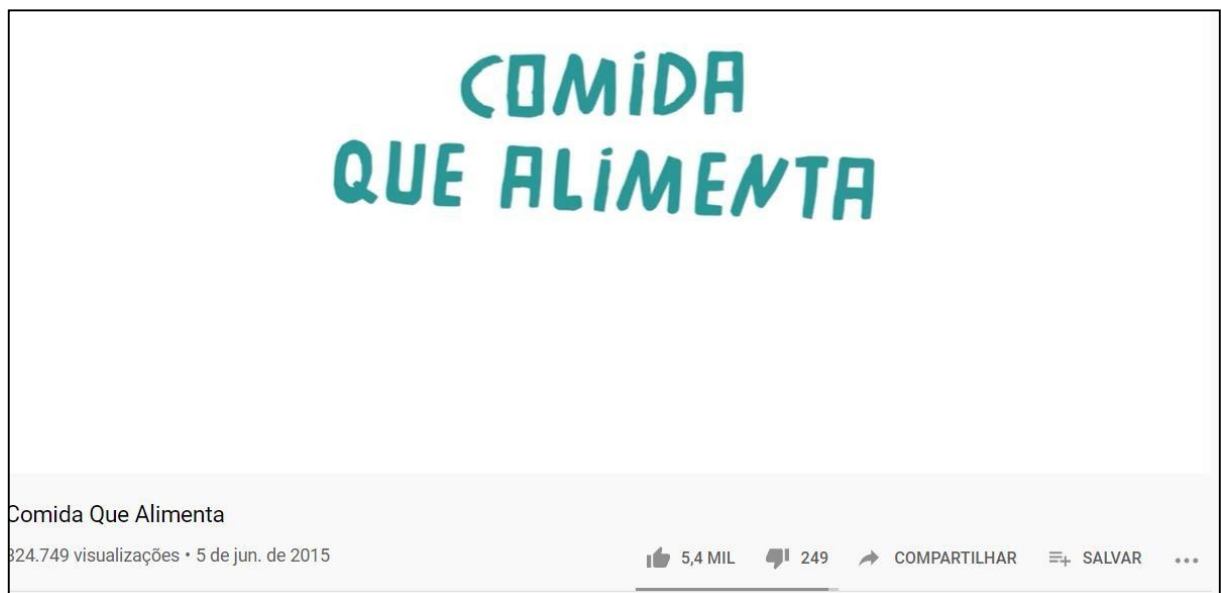 COMIDA
QUE ALIMENTA
Comida Que Alimenta
324.749 visualizações • 5 de jun. de 2015 5,4 MIL 249 COMPARTILHAR SALVAR